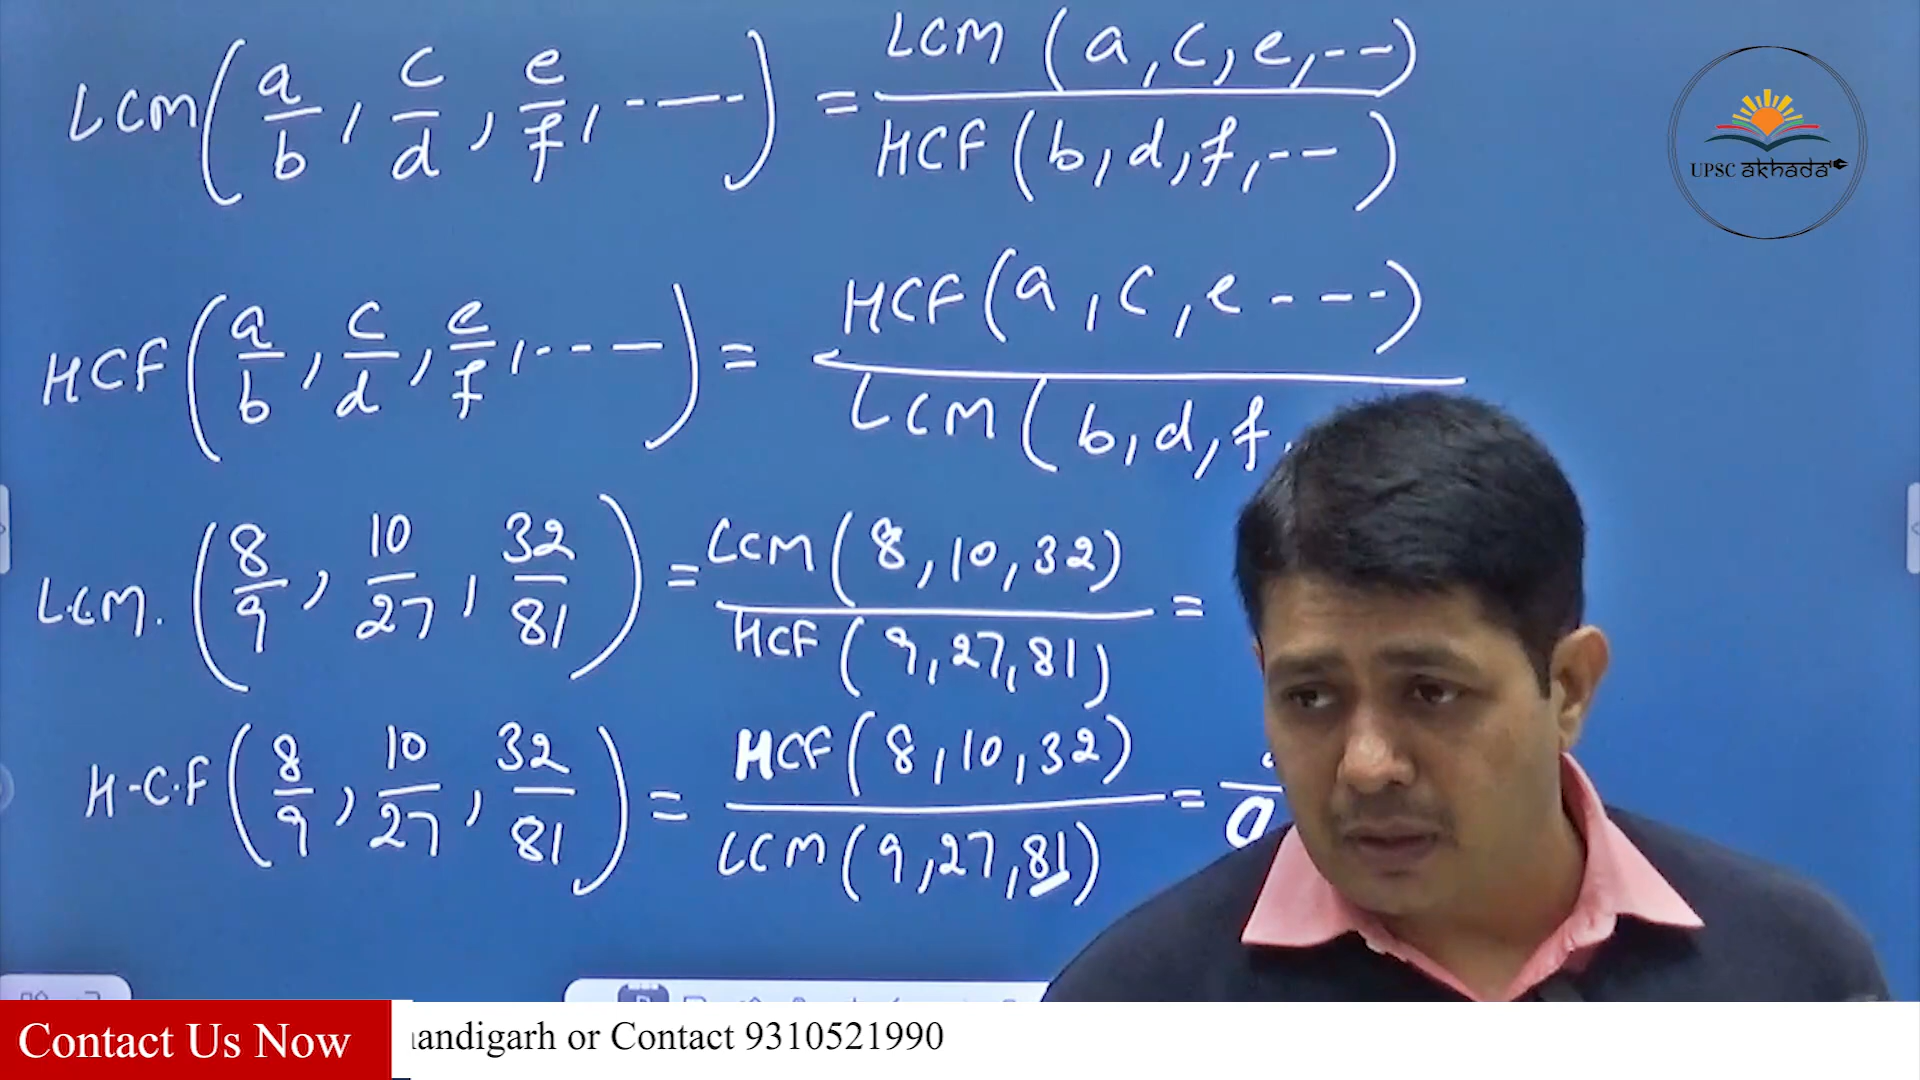 LCM ( a/b , c/d , e/f , ----- ) = LCM ( a, c, e, -- ) / HCF ( b, d, f, -- )
UPSC akhada
HCF ( a/b , c/d , e/f , ----- ) = HCF ( a, c, e --- ) / LCM ( b, d, f,
L.C.M. ( 8/9 , 10/27 , 32/81 ) = LCM ( 8, 10, 32 ) / HCF ( 9, 27, 81 ) =
H.C.F ( 8/9 , 10/27 , 32/81 ) = HCF ( 8, 10, 32 ) / LCM ( 9, 27, 81 ) =
Contact Us Now
andigarh or Contact 9310521990